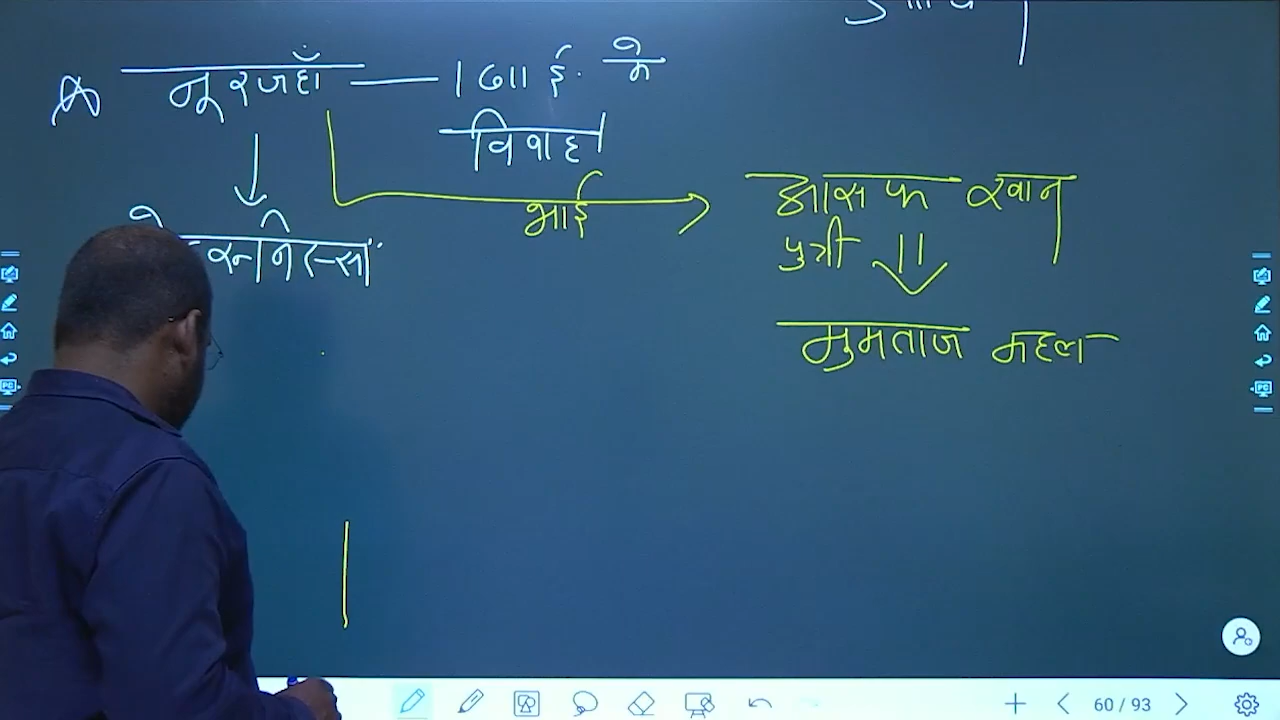 नूरजहाँ — 1611 ई. में
विवाह
भाई
आसफ खान
पुत्री
मुमताज महल
60 / 93